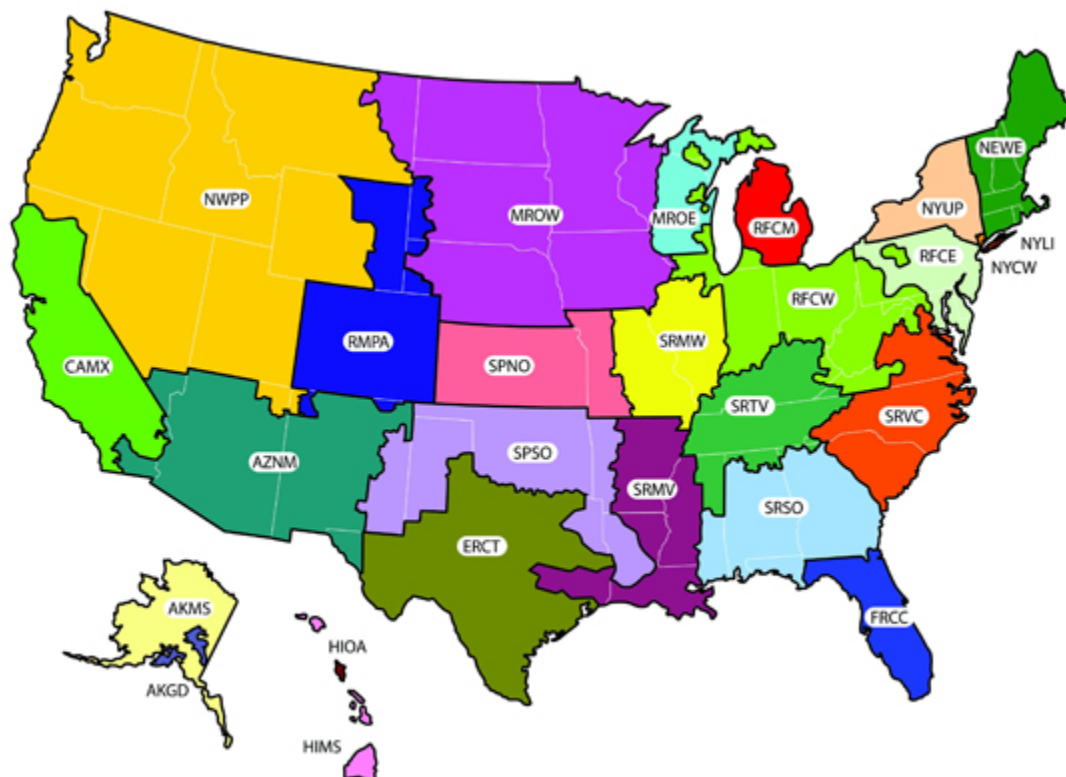 NEWE
NWPP
NYUP
MROW
MROE
RFCM
NYLI
RFCE
NYCW
RFCW
RMPA
SRMW
CAMX
SPNO
SRTV
SRVC
SPSO
AZNM
SRMV
SRSO
ERCT
AKMS
FRCC
HIOA
AKGD
HIMS